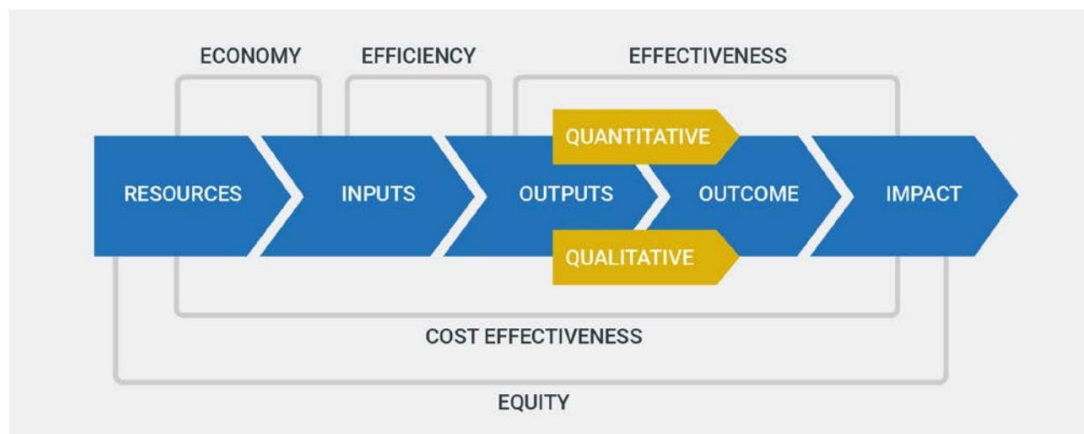 ECONOMY EFFICIENCY EFFECTIVENESS
QUANTITATIVE
RESOURCES INPUTS OUTPUTS OUTCOME IMPACT
QUALITATIVE
COST EFFECTIVENESS
EQUITY